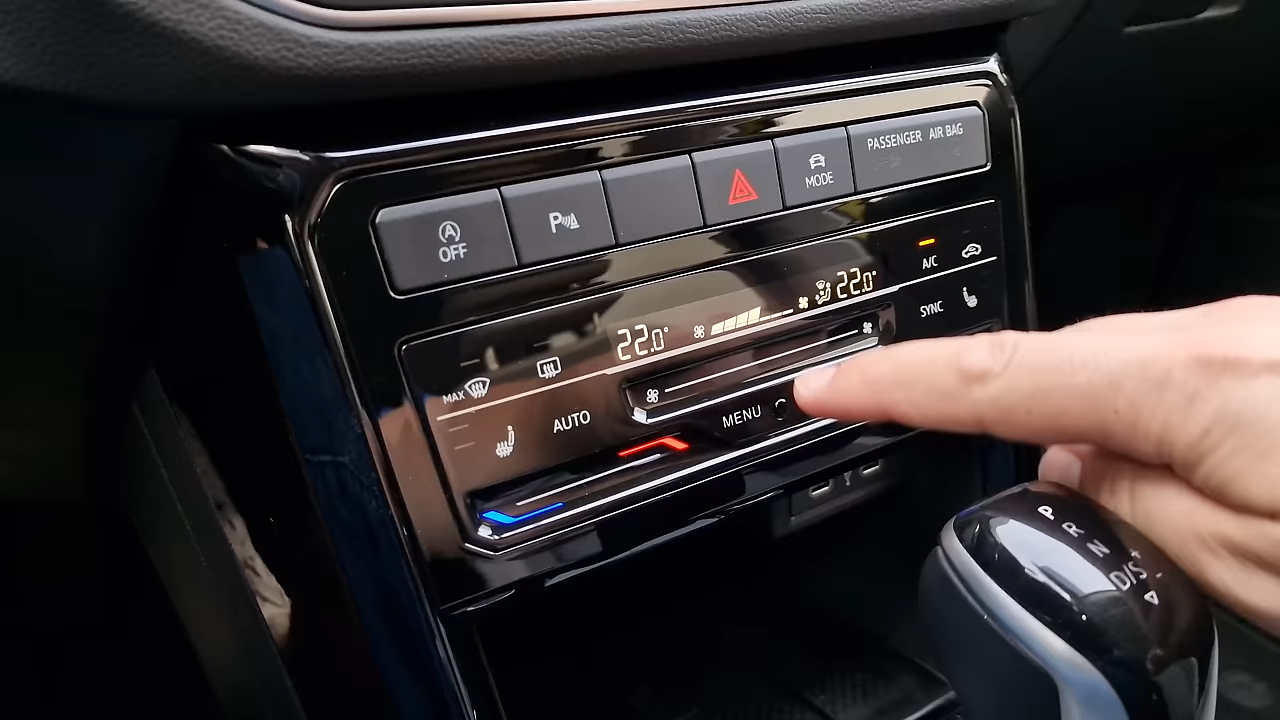 A
OFF
P
MODE
PASSENGER AIR BAG
22.0°
22.0°
A/C
MAX
AUTO
MENU
SYNC
P
R
N
D/S
+
-